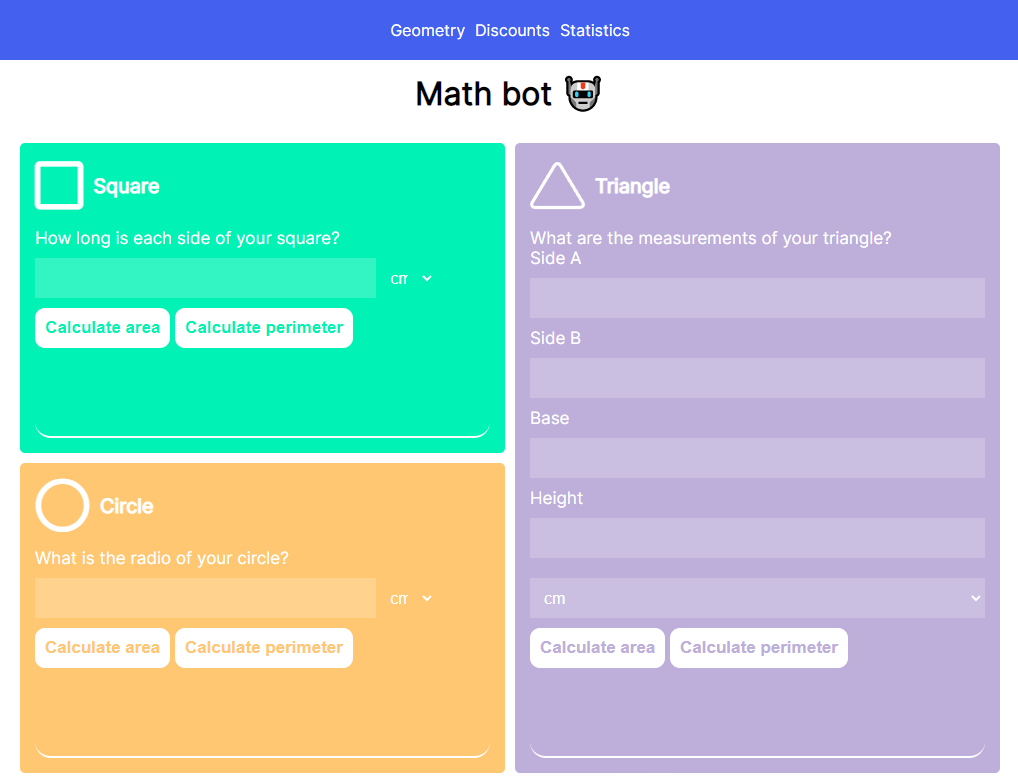 Geometry Discounts Statistics
Math bot
Square
How long is each side of your square?
cm
Calculate area Calculate perimeter
Circle
What is the radio of your circle?
cm
Calculate area Calculate perimeter
Triangle
What are the measurements of your triangle?
Side A
Side B
Base
Height
cm
Calculate area Calculate perimeter